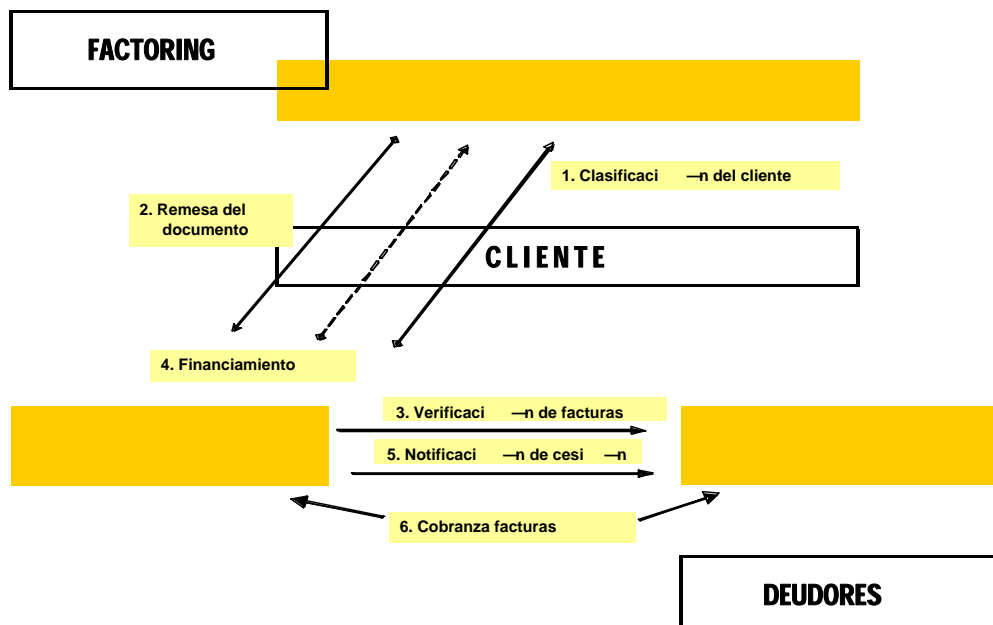 FACTORING
1. Clasificaci —n del cliente
2. Remesa del
documento
CLIENTE
4. Financiamiento
3. Verificaci —n de facturas
5. Notificaci —n de cesi —n
6. Cobranza facturas
DEUDORES